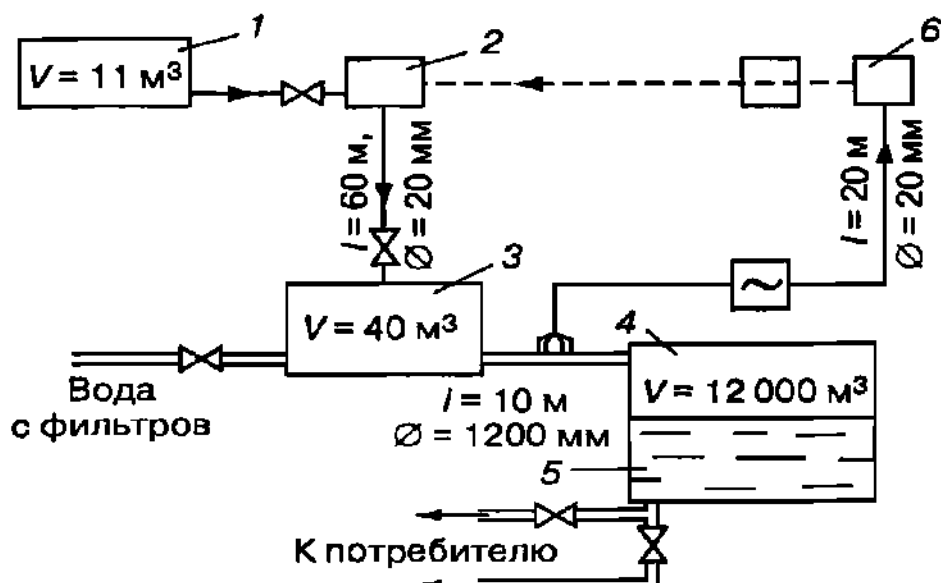 1
V = 11 м³
2
6
l = 60 м,
Ø = 20 мм
l = 20 м
Ø = 20 мм
3
V = 40 м³
4
V = 12 000 м³
Вода
с фильтров
l = 10 м
Ø = 1200 мм
5
К потребителю
~